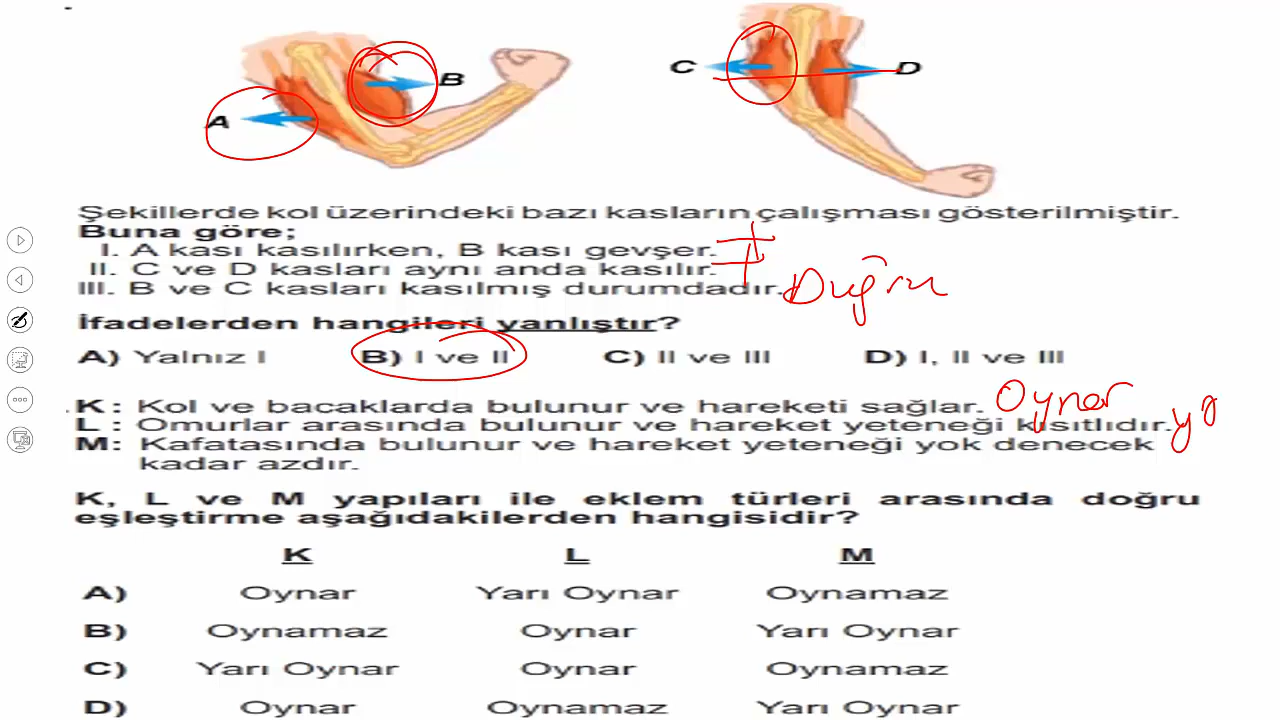 A
B
C
D
Şekillerde kol üzerindeki bazı kasların çalışması gösterilmiştir.
Buna göre;
I. A kası kasılırken, B kası gevşer.
II. C ve D kasları aynı anda kasılır.
III. B ve C kasları kasılmış durumdadır. Doğru
İfadelerden hangileri yanlıştır?
A) Yalnız I B) I ve II C) II ve III D) I, II ve III
K : Kol ve bacaklarda bulunur ve hareketi sağlar. Oynar
L : Omurlar arasında bulunur ve hareket yeteneği kısıtlıdır. yo
M: Kafatasında bulunur ve hareket yeteneği yok denecek
kadar azdır.
K, L ve M yapıları ile eklem türleri arasında doğru
eşleştirme aşağıdakilerden hangisidir?
K L M
A) Oynar Yarı Oynar Oynamaz
B) Oynamaz Oynar Yarı Oynar
C) Yarı Oynar Oynar Oynamaz
D) Oynar Oynamaz Yarı Oynar